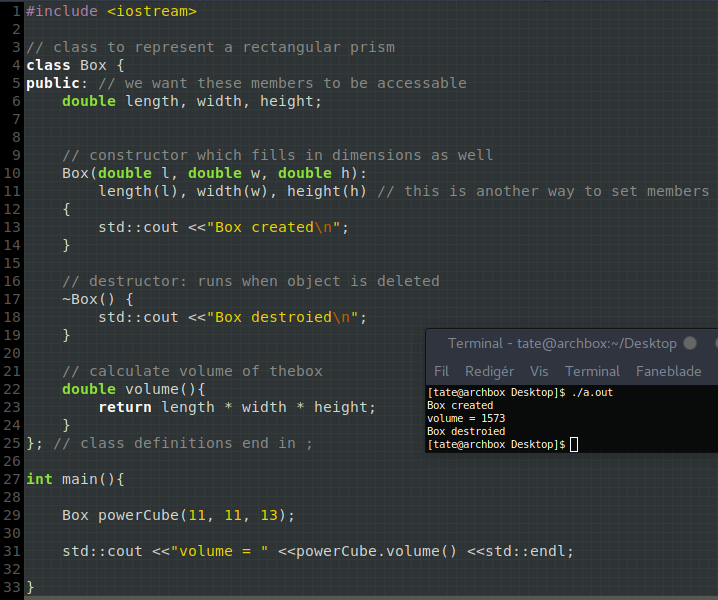 1 #include <iostream>
2
3 // class to represent a rectangular prism
4 class Box {
5 public: // we want these members to be accessable
6 double length, width, height;
7
8
9 // constructor which fills in dimensions as well
10 Box(double l, double w, double h):
11 length(l), width(w), height(h) // this is another way to set members
12 {
13 std::cout <<"Box created\n";
14 }
15
16 // destructor: runs when object is deleted
17 ~Box() {
18 std::cout <<"Box destroied\n";
19 }
20
21 // calculate volume of thebox
22 double volume(){
23 return length * width * height;
24 }
25 }; // class definitions end in ;
26
27 int main(){
28
29 Box powerCube(11, 11, 13);
30
31 std::cout <<"volume = " <<powerCube.volume() <<std::endl;
32
33 }
Terminal - tate@archbox:~/Desktop
Fil Redigér Vis Terminal Faneblade
[tate@archbox Desktop]$ ./a.out
Box created
volume = 1573
Box destroied
[tate@archbox Desktop]$